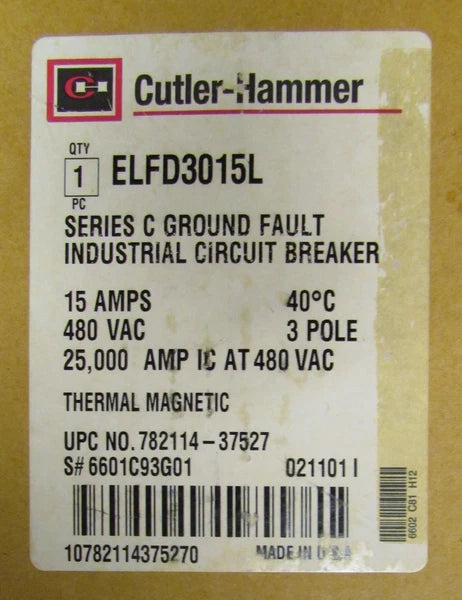 CH Cutler-Hammer
QTY
1 ELFD3015L
PC
SERIES C GROUND FAULT
INDUSTRIAL CIRCUIT BREAKER
15 AMPS 40°C
480 VAC 3 POLE
25,000 AMP IC AT 480 VAC
THERMAL MAGNETIC
UPC NO. 782114-37527
S# 6601C93G01 021101 I
10782114375270 MADE IN U.S.A
6602 C81 H12